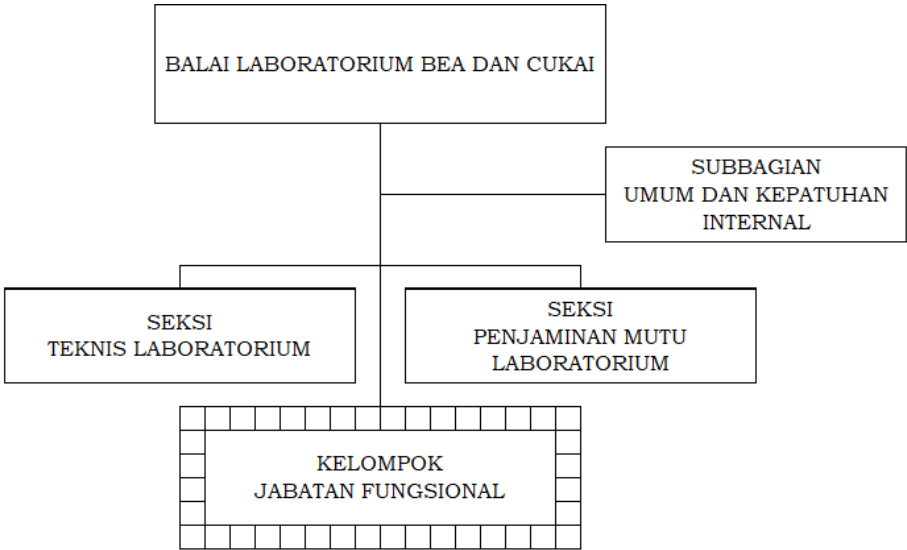 BALAI LABORATORIUM BEA DAN CUKAI
SUBBAGIAN
UMUM DAN KEPATUHAN
INTERNAL
SEKSI
TEKNIS LABORATORIUM
SEKSI
PENJAMINAN MUTU
LABORATORIUM
KELOMPOK
JABATAN FUNGSIONAL